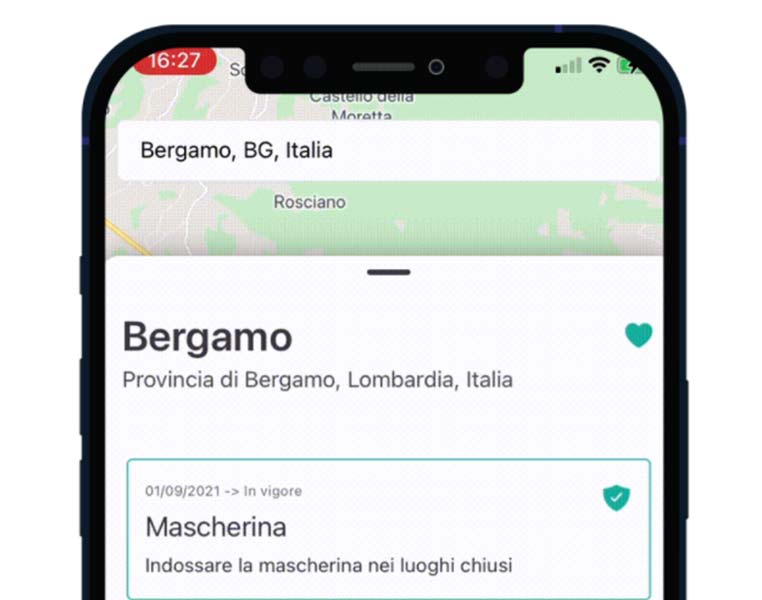 16:27
Castello della
Moretta
Bergamo, BG, Italia
Rosciano
Bergamo
Provincia di Bergamo, Lombardia, Italia
01/09/2021 -> In vigore
Mascherina
Indossare la mascherina nei luoghi chiusi